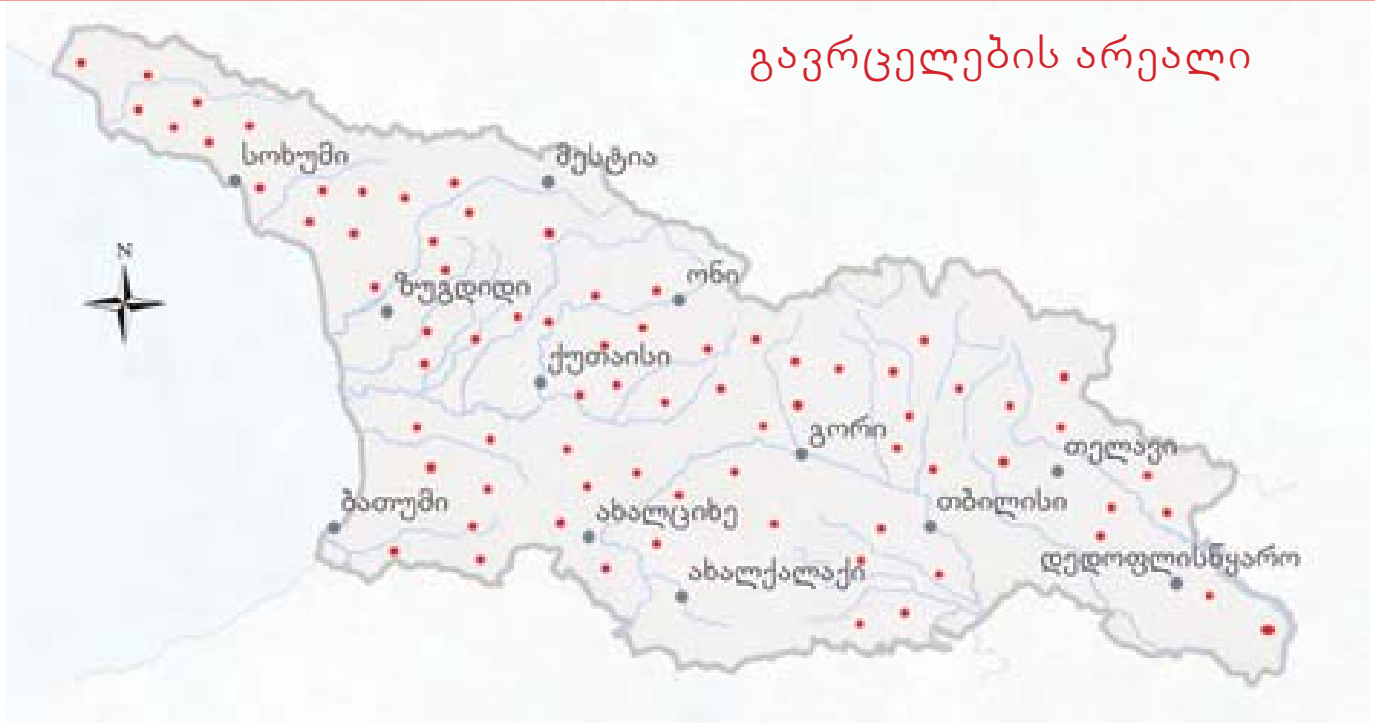 გავრცელების არეალი
სოხუმი
მესტია
N
ონი
ზუგდიდი
ქუთაისი
გორი
თელავი
ბათუმი
ახალციხე
თბილისი
დედოფლისწყარო
ახალქალაქი